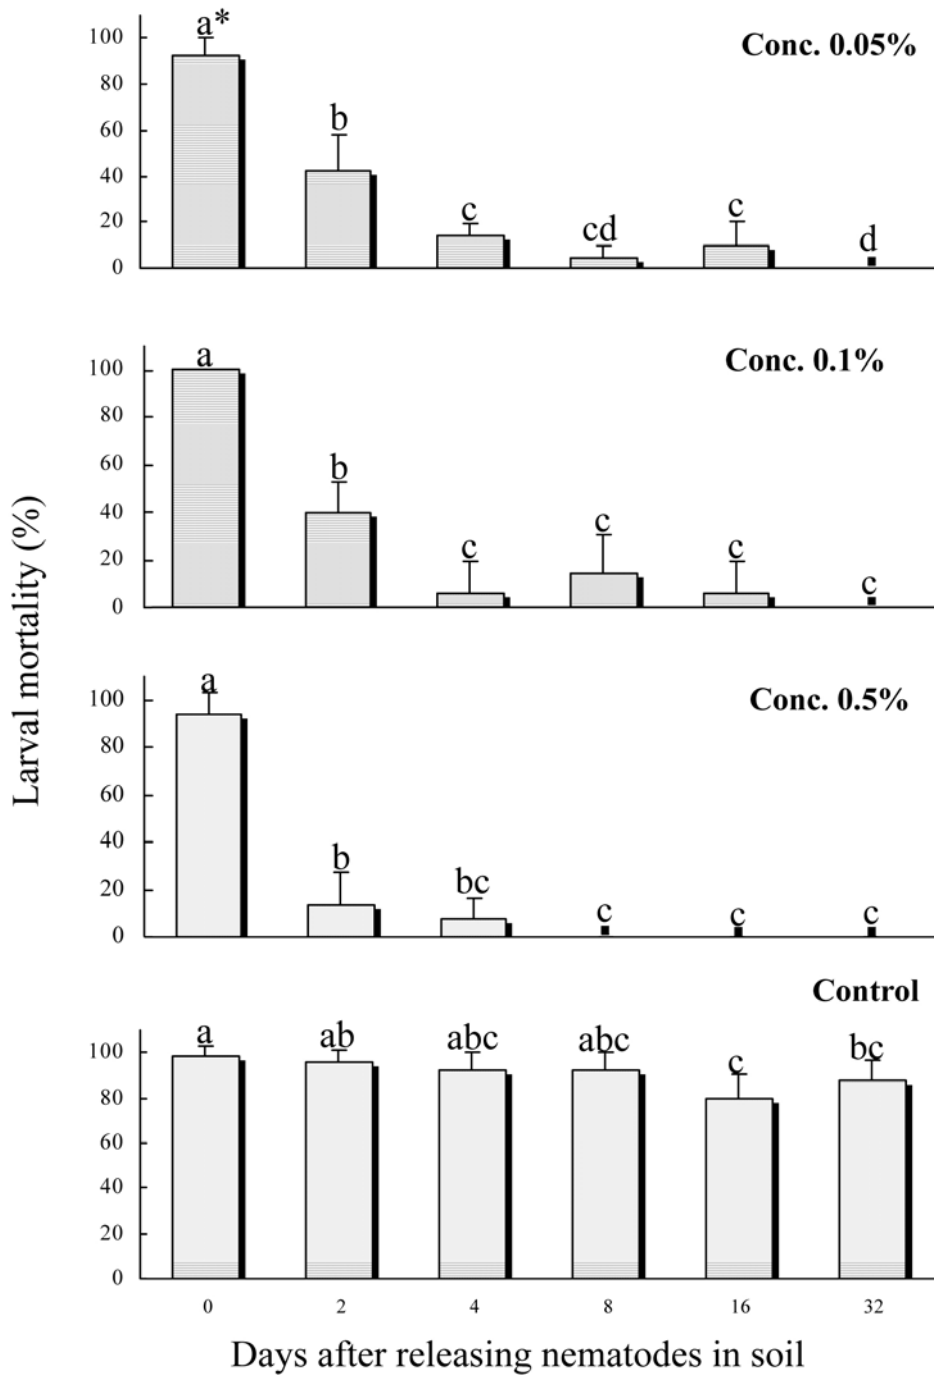 a*
Conc. 0.05%
100
80
b
60
40
c
cd
c
d
20
0
a
Conc. 0.1%
100
80
b
60
c
40
c
c
c
20
0
Larval mortality (%)
a
Conc. 0.5%
100
80
60
40
b
bc
c
c
c
20
0
Control
a
ab
abc
abc
c
bc
100
80
60
40
20
0
0 2 4 8 16 32
Days after releasing nematodes in soil